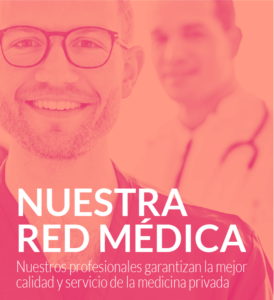 NUESTRA
RED MÉDICA
Nuestros profesionales garantizan la mejor
calidad y servicio de la medicina privada